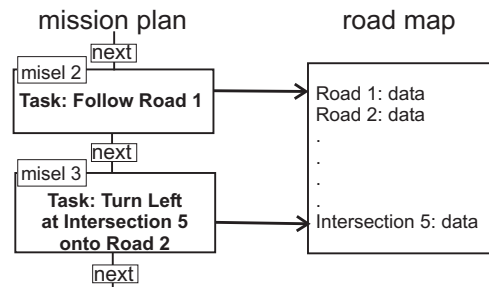 mission plan
road map
next
misel 2
Task: Follow Road 1
next
misel 3
Task: Turn Left
at Intersection 5
onto Road 2
next
Road 1: data
Road 2: data
.
.
.
.
Intersection 5: data